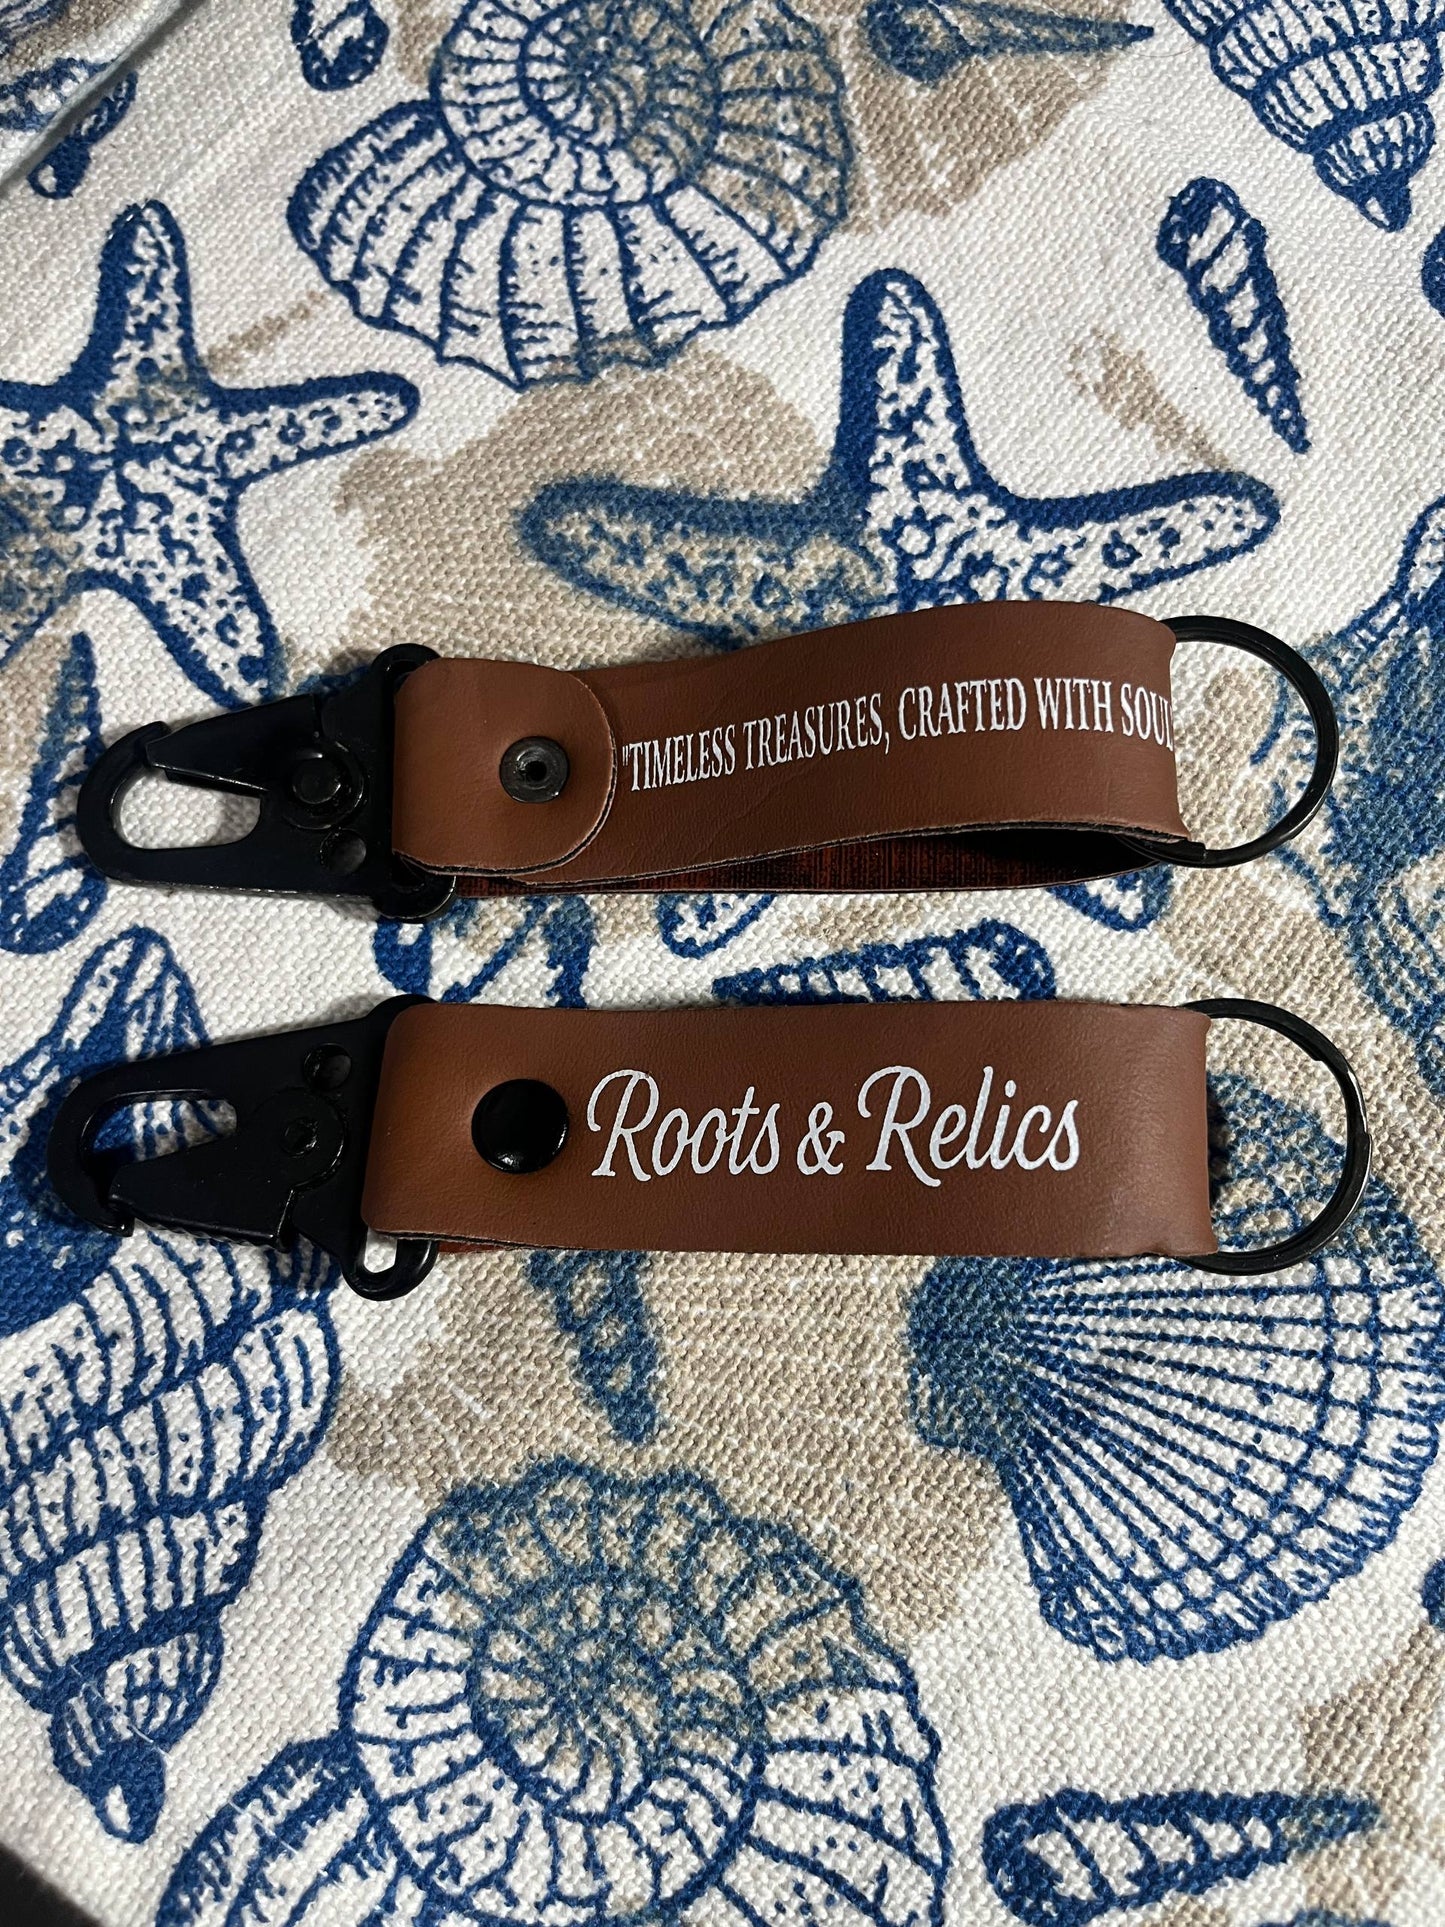 "TIMELESS TREASURES, CRAFTED WITH SOUL
Roots & Relics